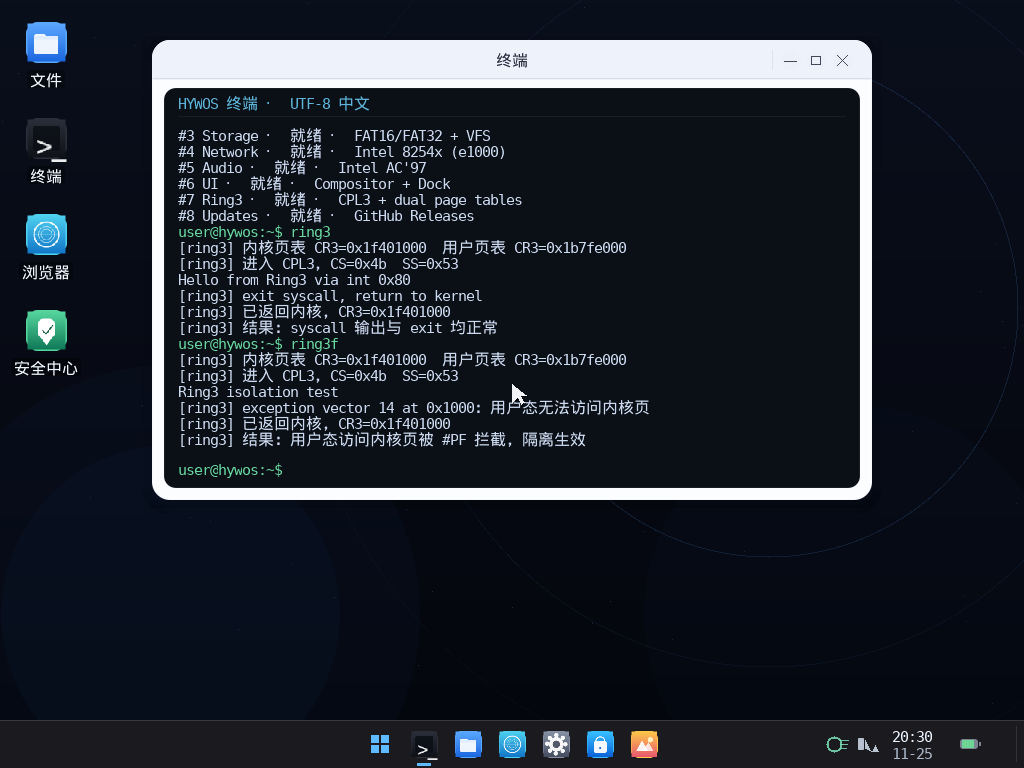 文件
终端
浏览器
安全中心
终端
HYWOS 终端 · UTF-8 中文
#3 Storage · 就绪 · FAT16/FAT32 + VFS
#4 Network · 就绪 · Intel 8254x (e1000)
#5 Audio · 就绪 · Intel AC'97
#6 UI · 就绪 · Compositor + Dock
#7 Ring3 · 就绪 · CPL3 + dual page tables
#8 Updates · 就绪 · GitHub Releases
user@hywos:~$ ring3
[ring3] 内核页表 CR3=0x1f401000 用户页表 CR3=0x1b7fe000
[ring3] 进入 CPL3, CS=0x4b SS=0x53
Hello from Ring3 via int 0x80
[ring3] exit syscall, return to kernel
[ring3] 已返回内核, CR3=0x1f401000
[ring3] 结果: syscall 输出与 exit 均正常
user@hywos:~$ ring3f
[ring3] 内核页表 CR3=0x1f401000 用户页表 CR3=0x1b7fe000
[ring3] 进入 CPL3, CS=0x4b SS=0x53
Ring3 isolation test
[ring3] exception vector 14 at 0x1000: 用户态无法访问内核页
[ring3] 已返回内核, CR3=0x1f401000
[ring3] 结果: 用户态访问内核页被 #PF 拦截, 隔离生效
user@hywos:~$
20:30
11-25